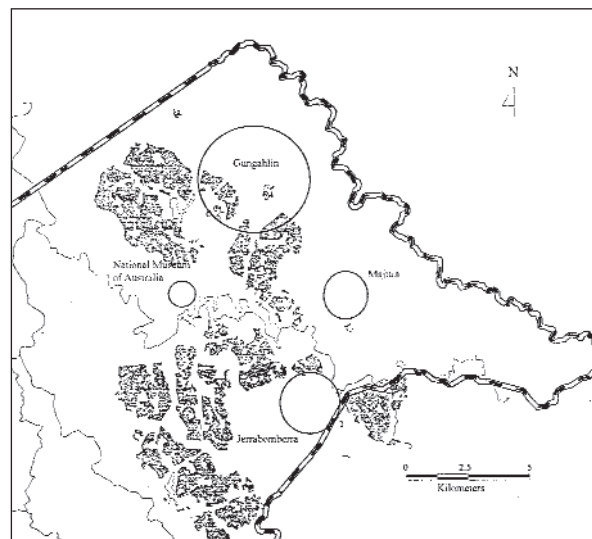 N
Gungahlin
National Museum
of Australia
Majura
Jerrabomberra
0 2.5 5
Kilometers